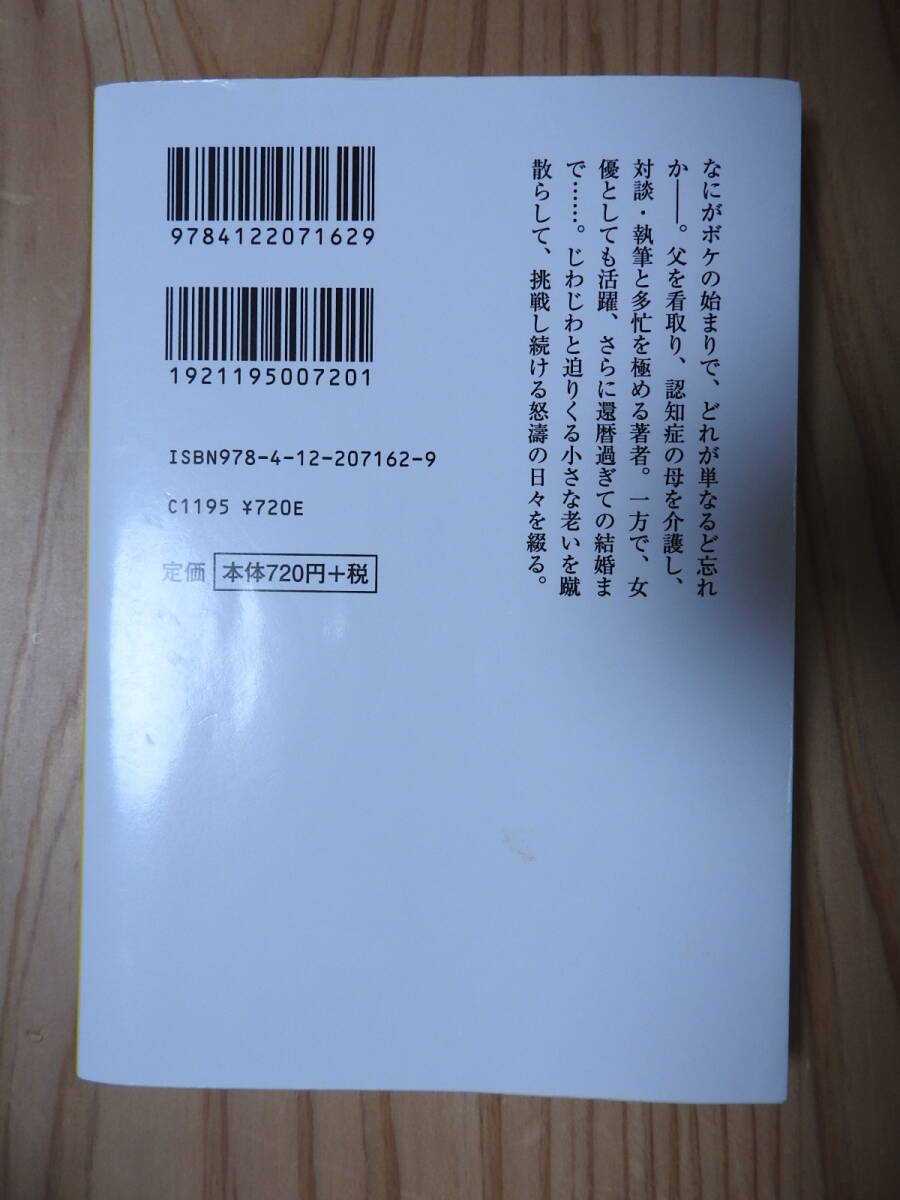 なにがボケの始まりで、どれが単なるど忘れ
か――。父を看取り、認知症の母を介護し、
対談・執筆と多忙を極める著者。一方で、女
優としても活躍、さらに還暦過ぎての結婚ま
で……。じわじわと迫りくる小さな老いを蹴
散らして、挑戦し続ける怒濤の日々を綴る。
9784122071629
1921195007201
ISBN978-4-12-207162-9
C1195 ¥720E
定価 本体720円+税